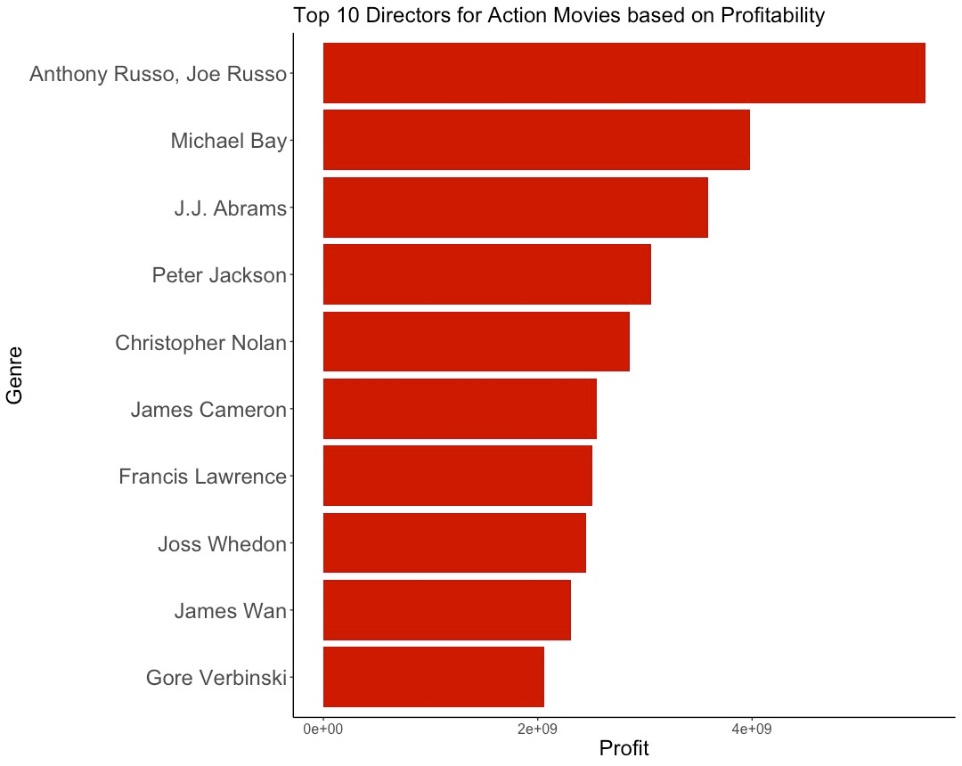 Top 10 Directors for Action Movies based on Profitability
Anthony Russo, Joe Russo
Michael Bay
J.J. Abrams
Peter Jackson
Christopher Nolan
James Cameron
Francis Lawrence
Joss Whedon
James Wan
Gore Verbinski
Genre
0e+00 2e+09 4e+09
Profit